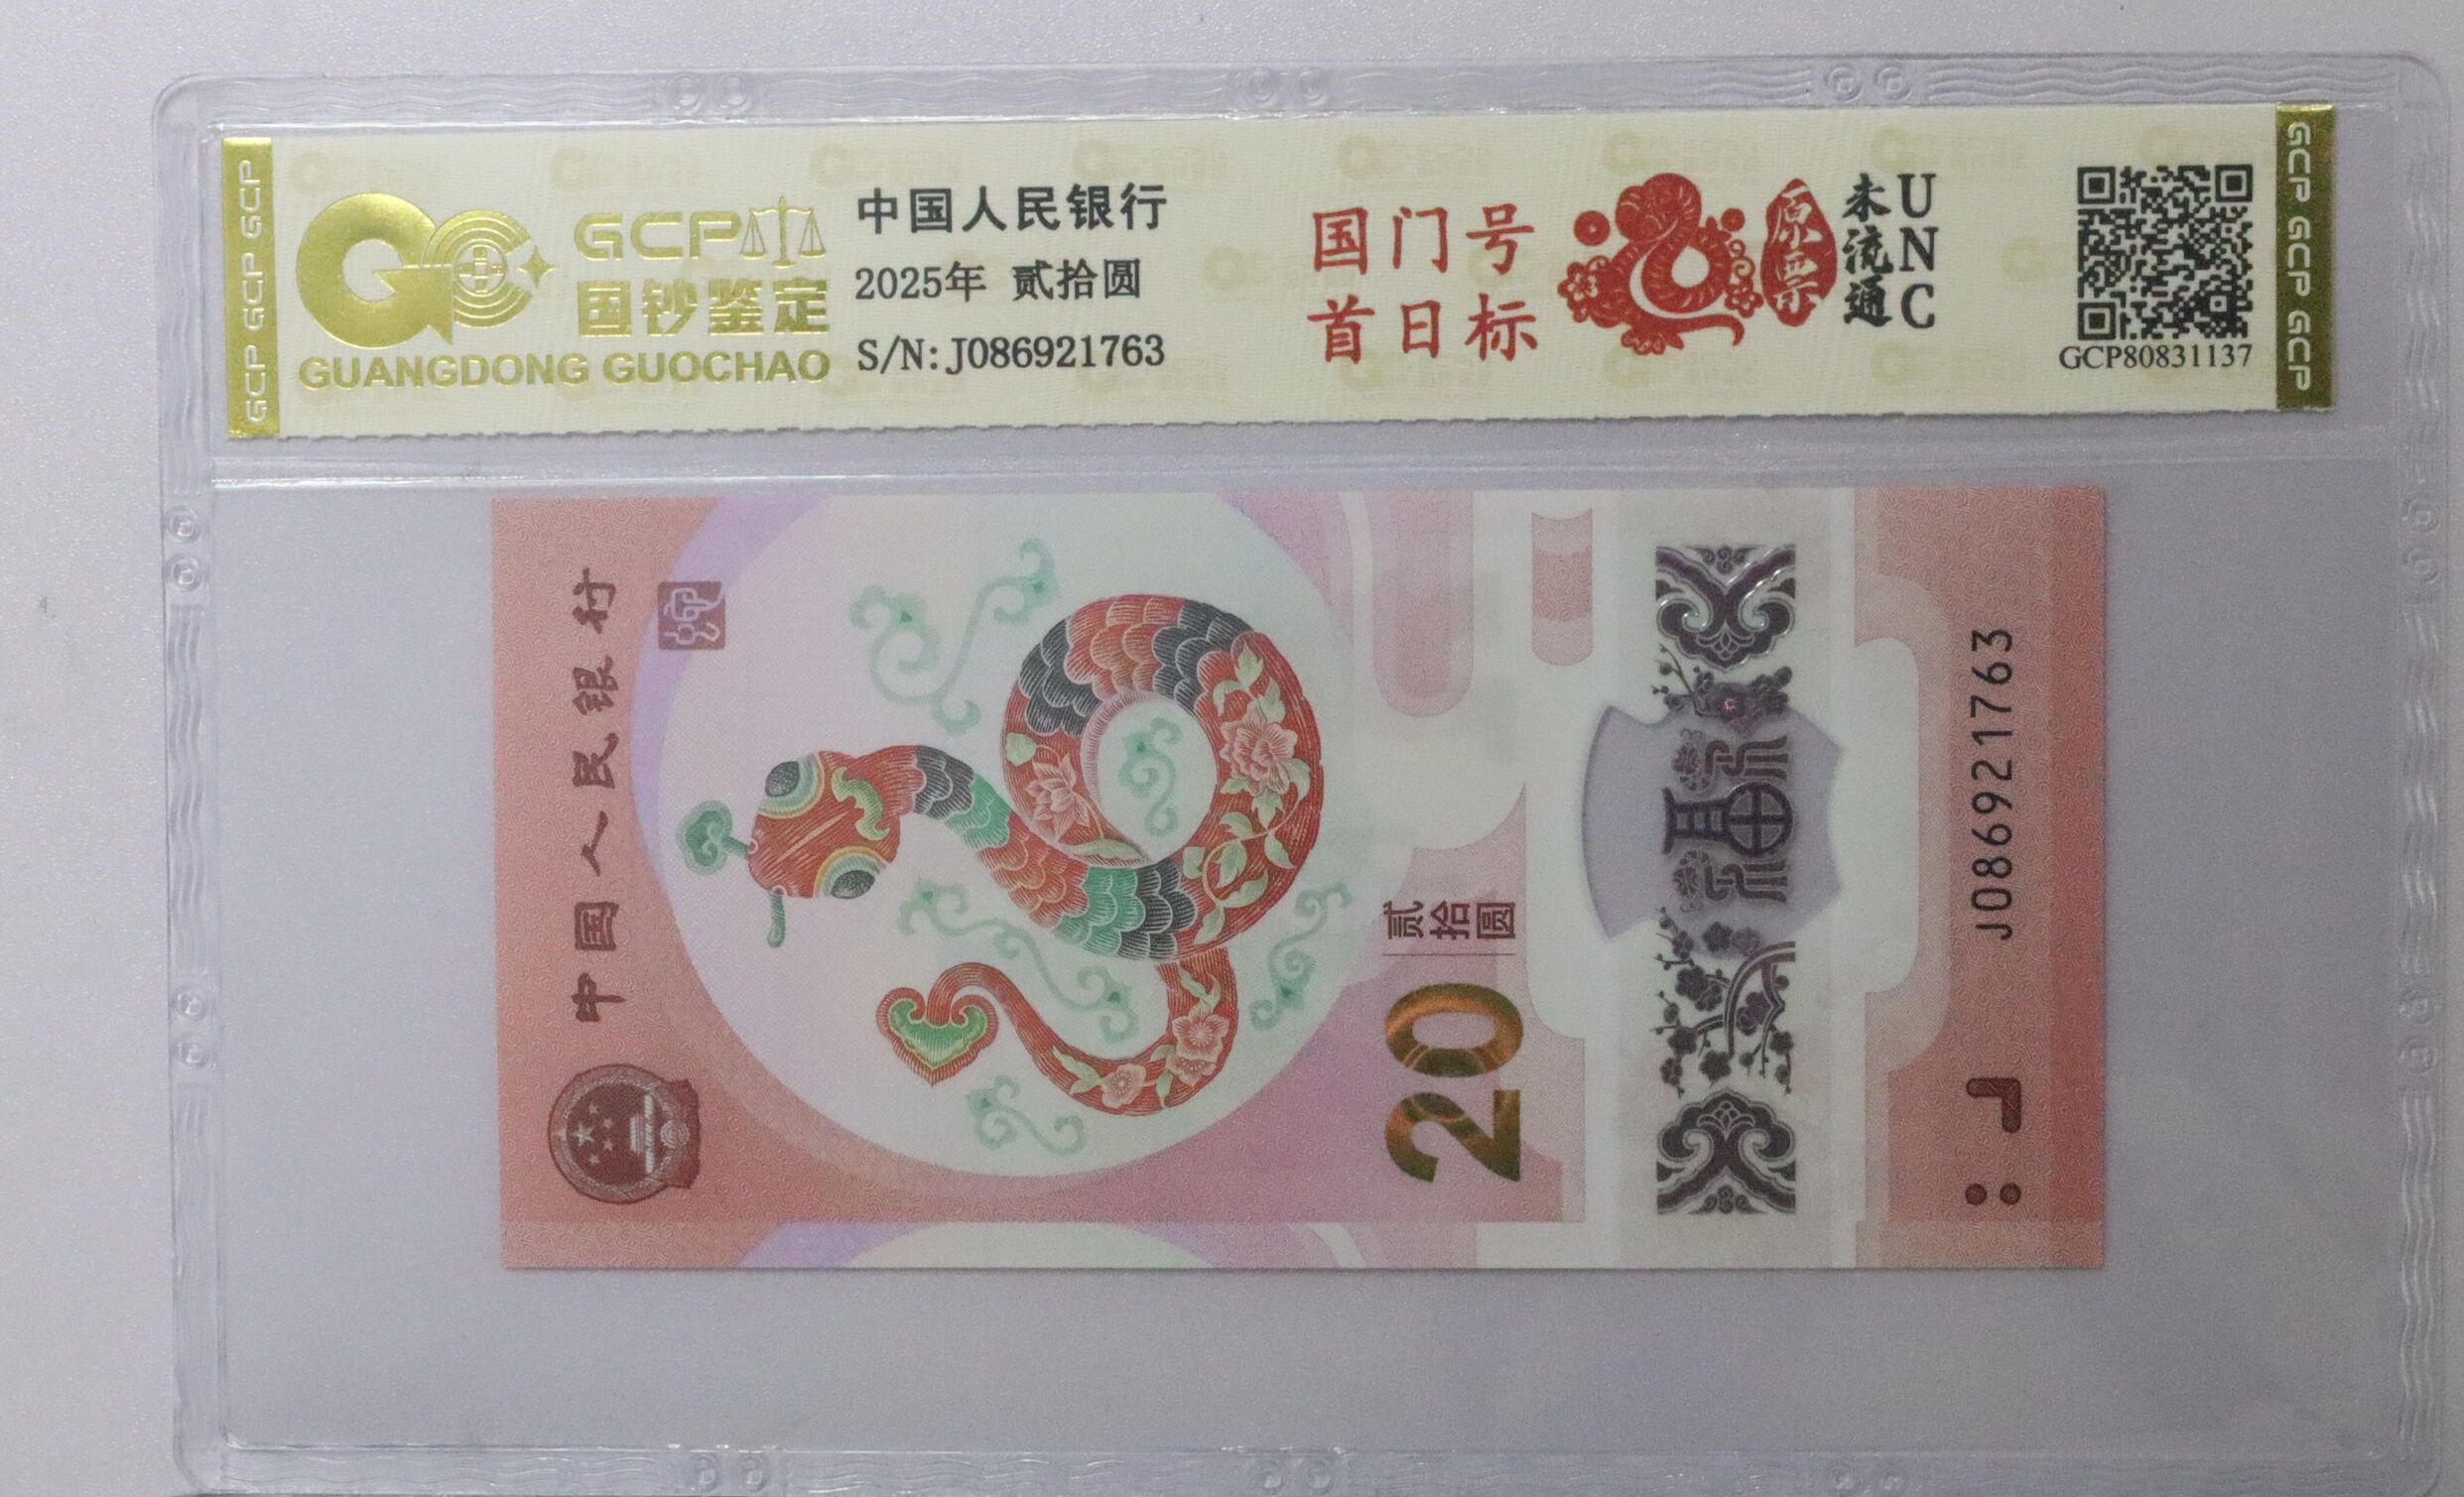 GCP GCP GCP
GCP
国钞鉴定
GUANGDONG GUOCHAO
中国人民银行
2025年 贰拾圆
S/N:J086921763
国门号
首日标
原票
未流通
UNC
GCP80831137
GCP GCP GCP
中国人民银行
贰拾圆
20
福
J086921763